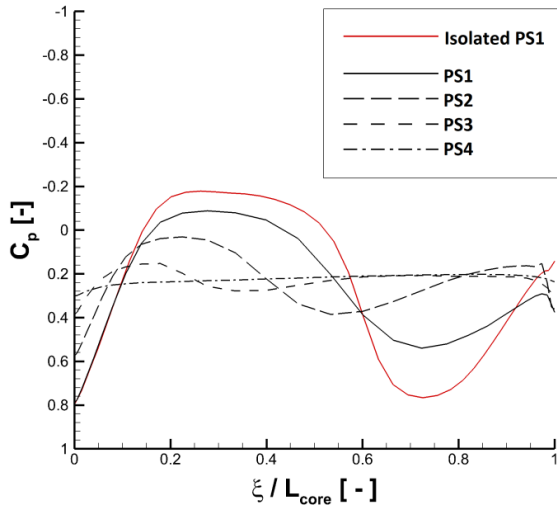 -1
-0.8
-0.6
-0.4
-0.2
0
0.2
0.4
0.6
0.8
1
Cp [-]
Isolated PS1
PS1
PS2
PS3
PS4
0
0.2
0.4
0.6
0.8
1
ξ / Lcore [ - ]